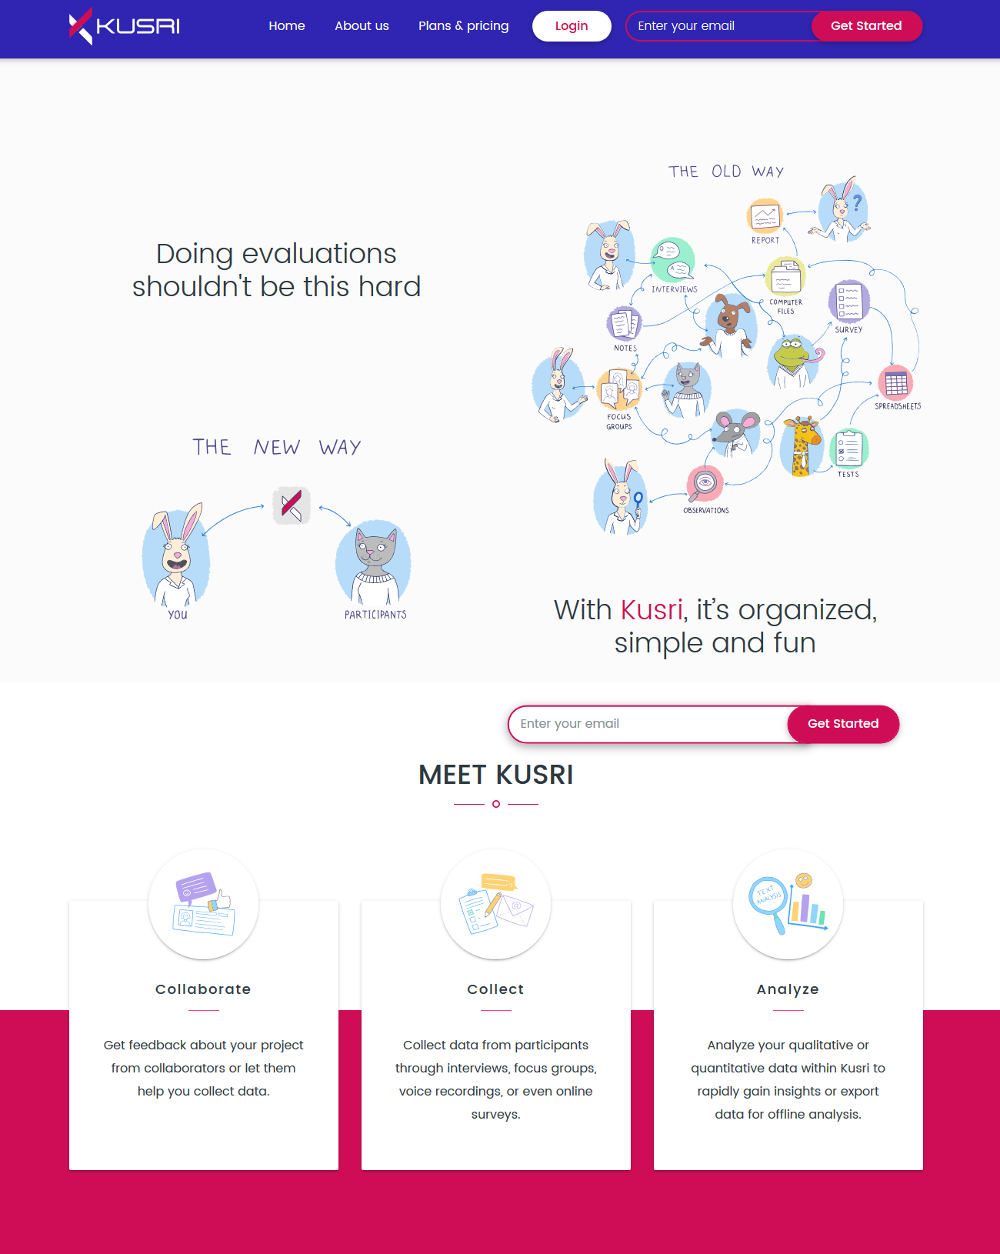 KUSRI
Home
About us
Plans & pricing
Login
Enter your email
Get Started
THE OLD WAY
?
REPORT
INTERVIEWS
COMPUTER
FILES
NOTES
SURVEY
FOCUS
GROUPS
SPREADSHEETS
TESTS
OBSERVATIONS
Doing evaluations
shouldn't be this hard
THE NEW WAY
YOU
PARTICIPANTS
With Kusri, it’s organized,
simple and fun
Enter your email
Get Started
MEET KUSRI
Collaborate
Get feedback about your project
from collaborators or let them
help you collect data.
Collect
Collect data from participants
through interviews, focus groups,
voice recordings, or even online
surveys.
TEXT
ANALYSIS
Analyze
Analyze your qualitative or
quantitative data within Kusri to
rapidly gain insights or export
data for offline analysis.